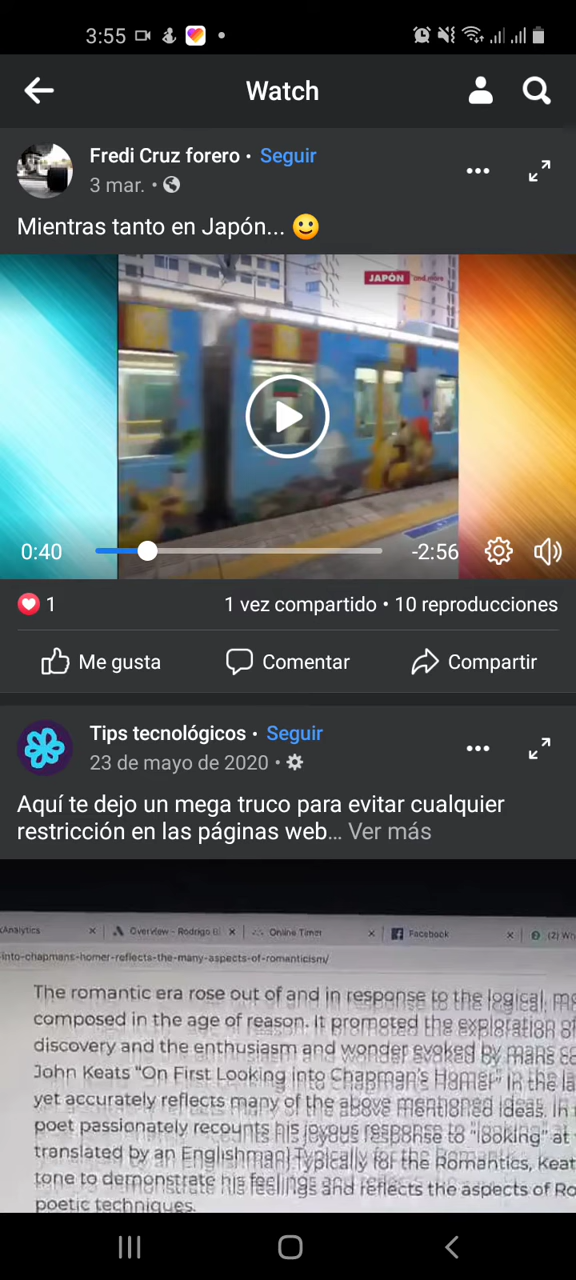 3:55
Watch
Fredi Cruz forero • Seguir
3 mar. •
Mientras tanto en Japón... 🙂
JAPÓN and more
0:40
-2:56
1
1 vez compartido • 10 reproducciones
Me gusta
Comentar
Compartir
Tips tecnológicos • Seguir
23 de mayo de 2020 •
Aquí te dejo un mega truco para evitar cualquier
restricción en las páginas web... Ver más
Analytics × Overview - Rodrigo × Online Timer × Facebook × (2)
into-chapmans-homer-reflects-the-many-aspects-of-romanticism/
The romantic era rose out of and in response to the logical,
composed in the age of reason. It promoted the exploration of
discovery and the enthusiasm and wonder evoked by mans
John Keats "On First Looking into Chapman's Homer" In the
yet accurately reflects many of the above mentioned ideas. In
poet passionately recounts his joyous response to "looking" at
translated by an Englishman) Typically for the Romantics,
tone to demonstrate his feelings and reflects the aspects of
poetic techniques.